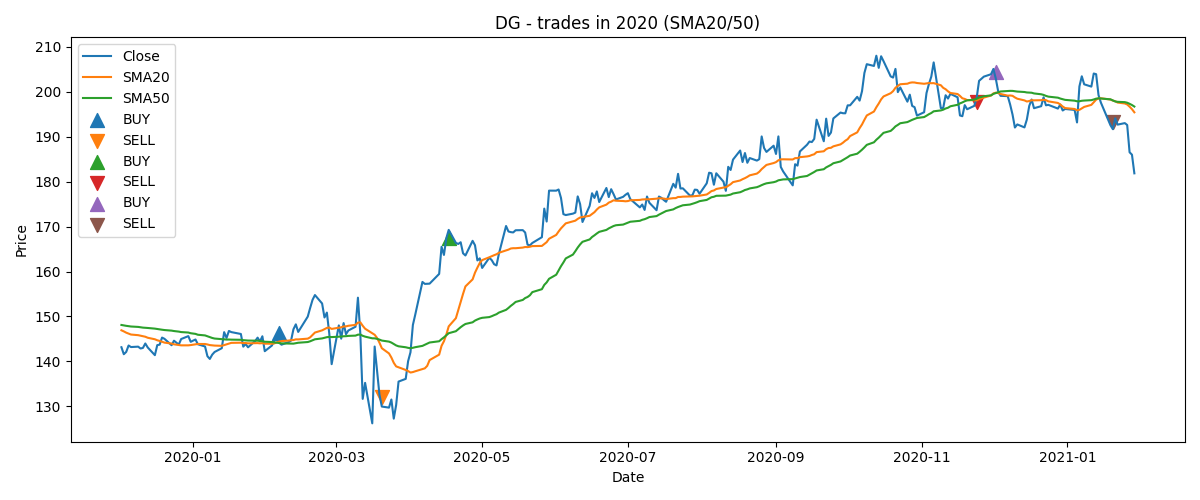 DG - trades in 2020 (SMA20/50)
Close
SMA20
SMA50
BUY
SELL
BUY
SELL
BUY
SELL
Price
210
200
190
180
170
160
150
140
130
2020-01 2020-03 2020-05 2020-07 2020-09 2020-11 2021-01
Date